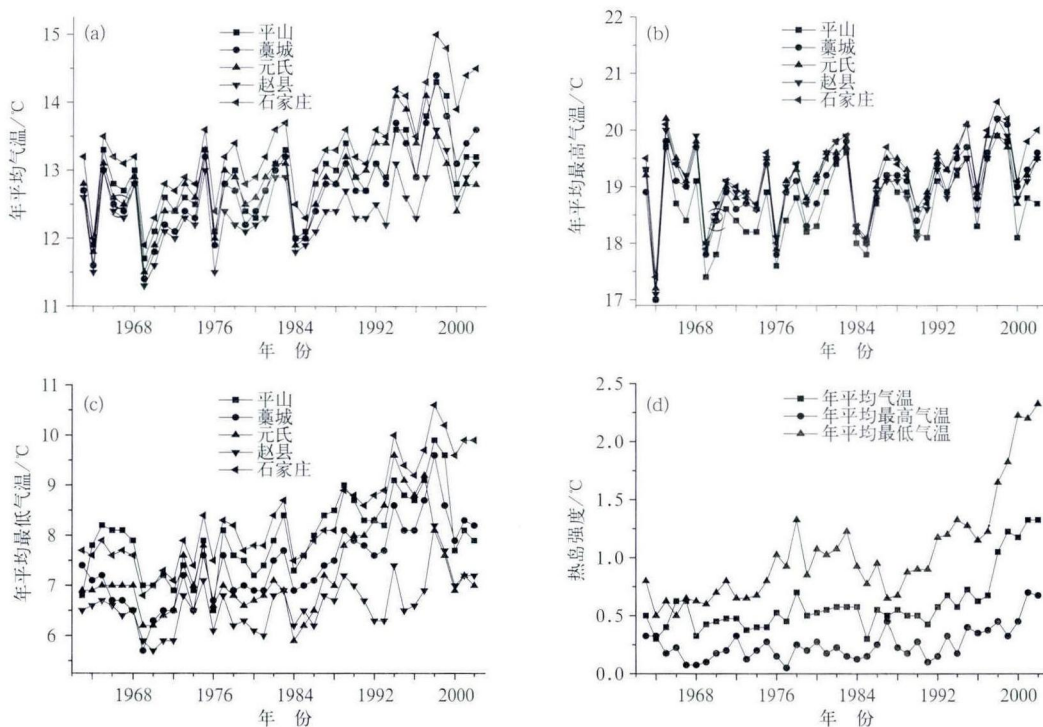 (a)
平山
藁城
元氏
赵县
石家庄
年平均气温/℃
15
14
13
12
11
1968
1976
1984
1992
2000
年 份
(b)
平山
藁城
元氏
赵县
石家庄
年平均最高气温/℃
22
21
20
19
18
17
1968
1976
1984
1992
2000
年 份
(c)
平山
藁城
元氏
赵县
石家庄
年平均最低气温/℃
11
10
9
8
7
6
1968
1976
1984
1992
2000
年 份
(d)
年平均气温
年平均最高气温
年平均最低气温
热岛强度/℃
2.5
2.0
1.5
1.0
0.5
0.0
1968
1976
1984
1992
2000
年 份